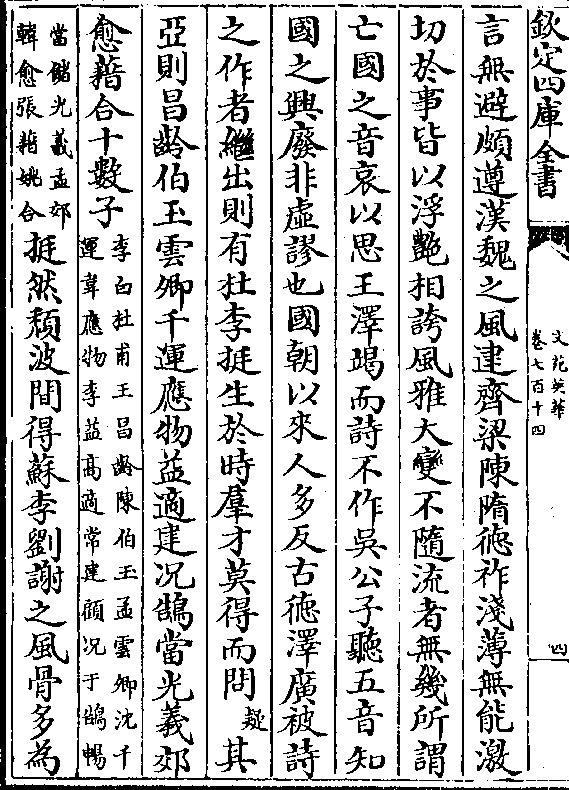 欽定四庫全書
文苑英華
卷七百十四
四
言無避頗遵漢魏之風逮齊梁陳隋徳祚淺薄無能激
切於事皆以浮艶相誇風雅大變不隨流者無幾所謂
亡國之音哀以思王澤竭而詩不作吳公子聽五音知
國之興廢非虛謬也國朝以來人多反古徳澤廣被詩
之作者繼出則有杜李挺生於時羣才莫得而問疑其
亞則昌齡伯玉雲卿千運應物益適建况鵠當光義郊
愈藉合十數子李白杜甫王昌齡陳伯玉孟雲卿沈千
運韋應物李益高適常建顧况于鵠暢
當儲光義孟郊
韓愈張藉姚合挺然頽波間得蘇李劉謝之風骨多為